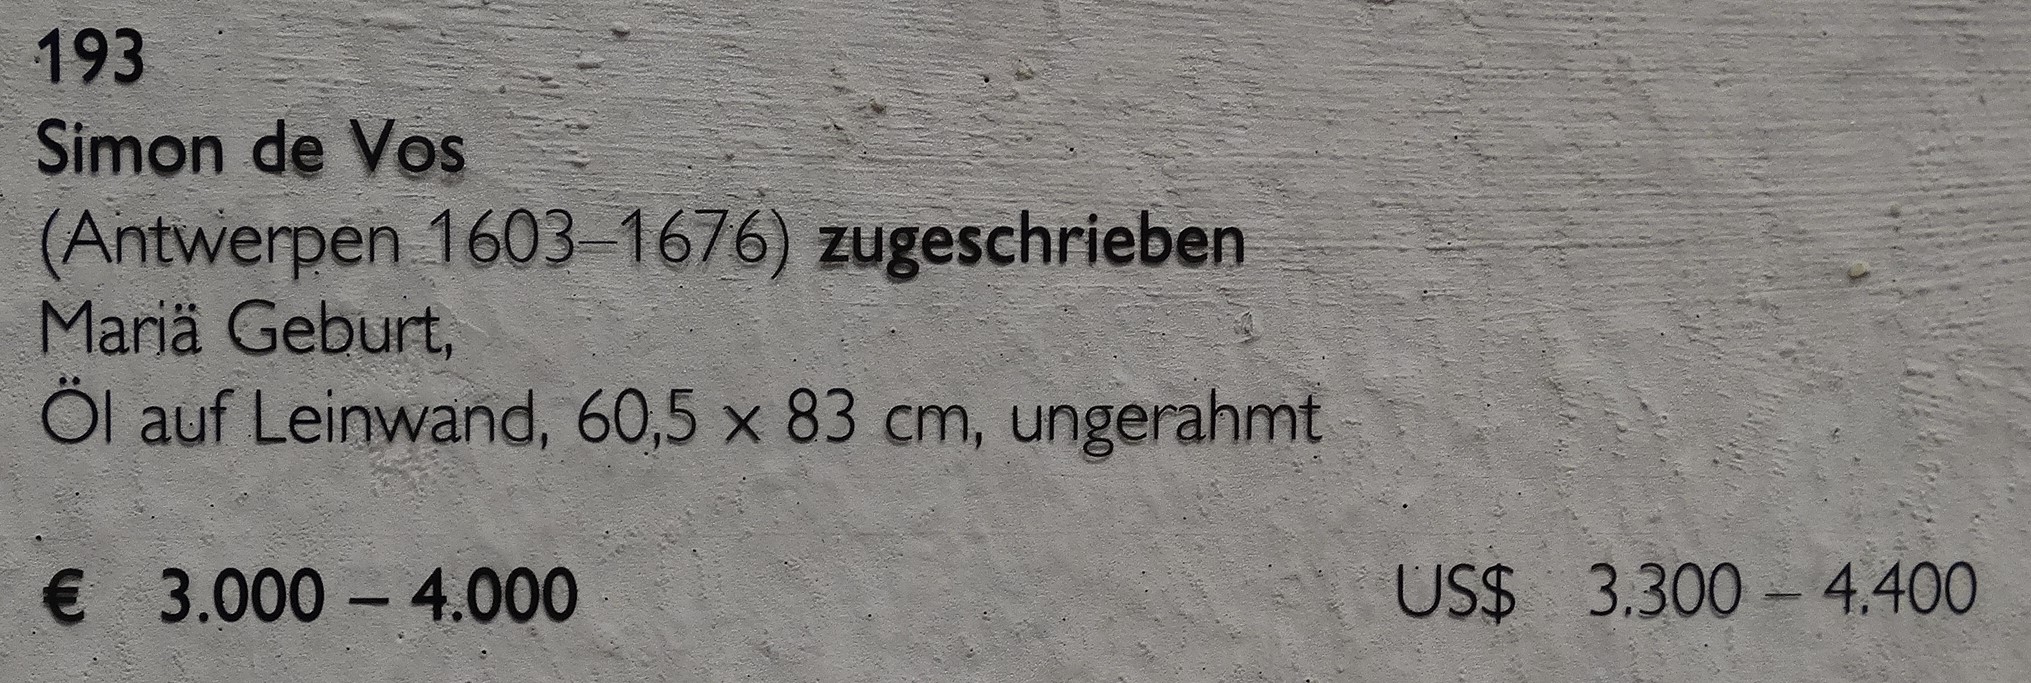 193
Simon de Vos
(Antwerpen 1603–1676) zugeschrieben
Mariä Geburt,
Öl auf Leinwand, 60,5 x 83 cm, ungerahmt
€ 3.000 – 4.000 US$ 3.300 – 4.400